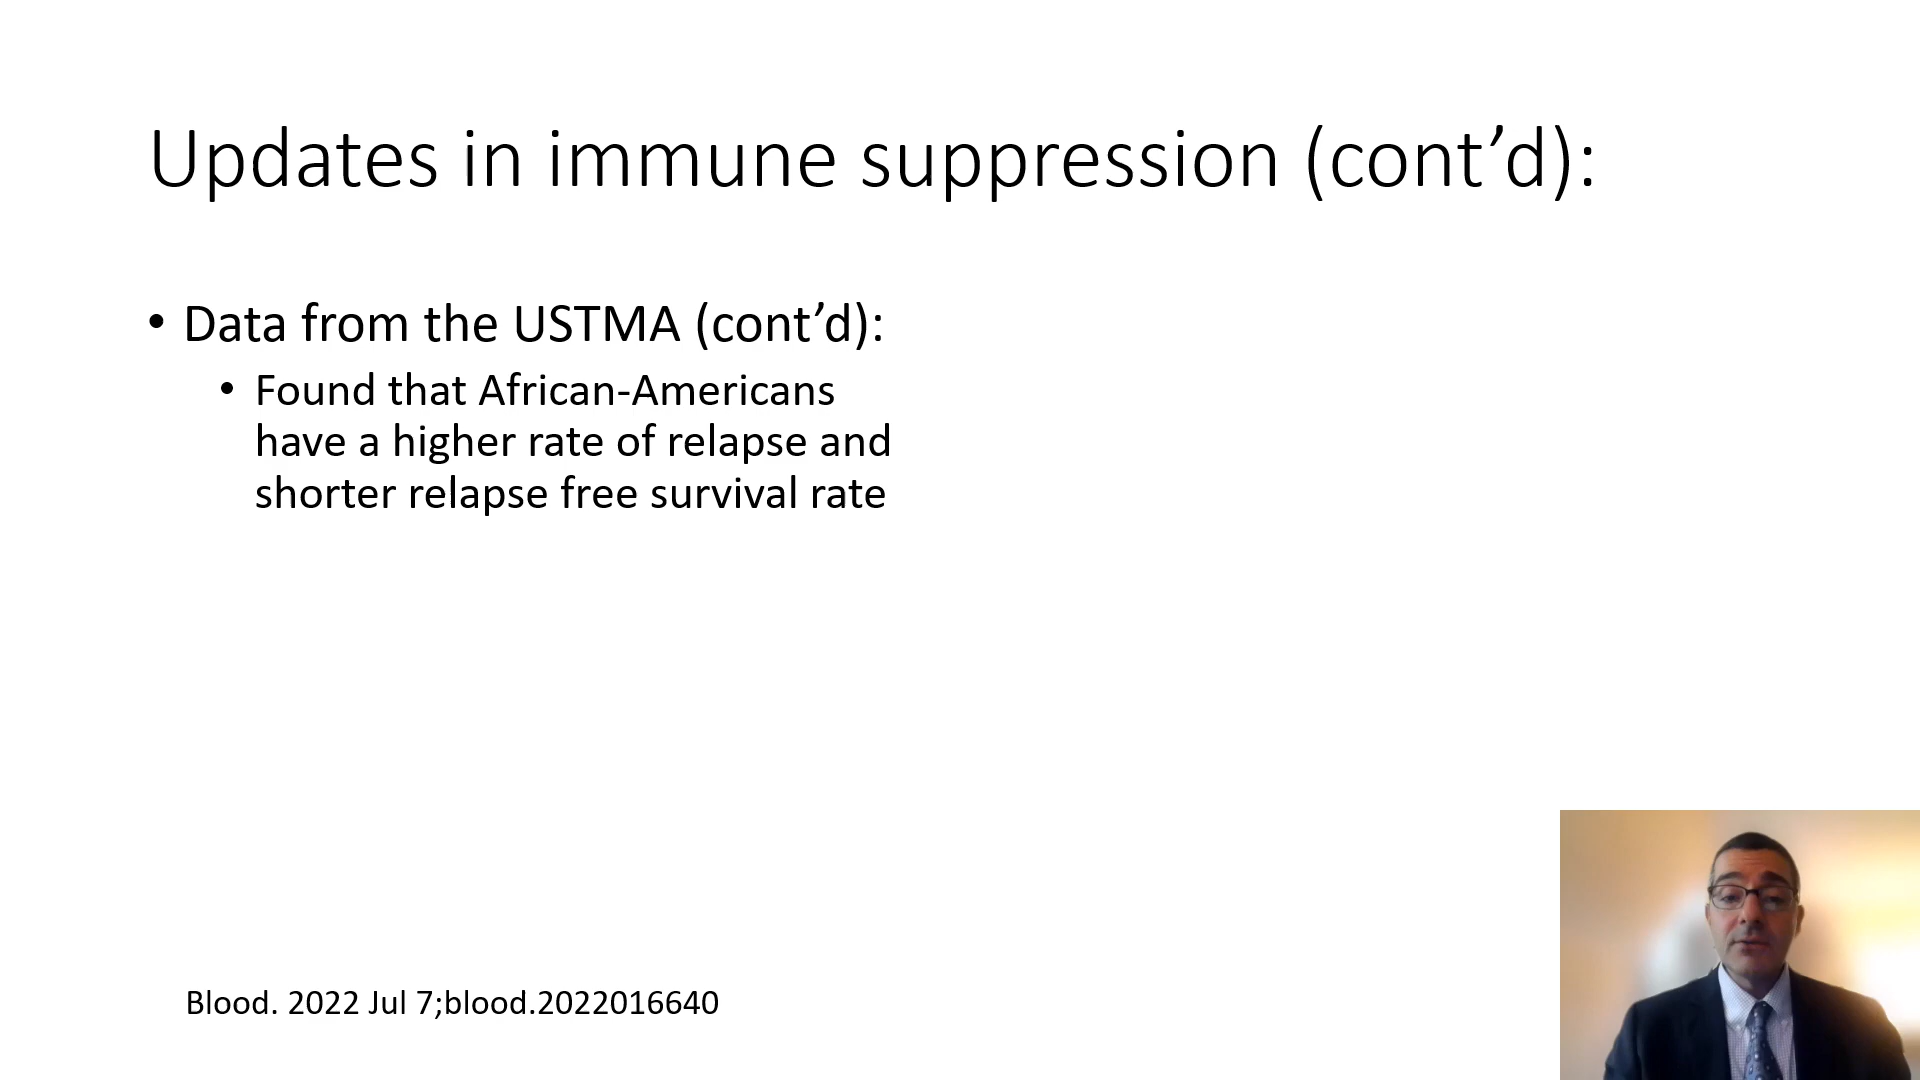 Updates in immune suppression (cont’d):
• Data from the USTMA (cont’d):
• Found that African-Americans
have a higher rate of relapse and
shorter relapse free survival rate
Blood. 2022 Jul 7;blood.2022016640